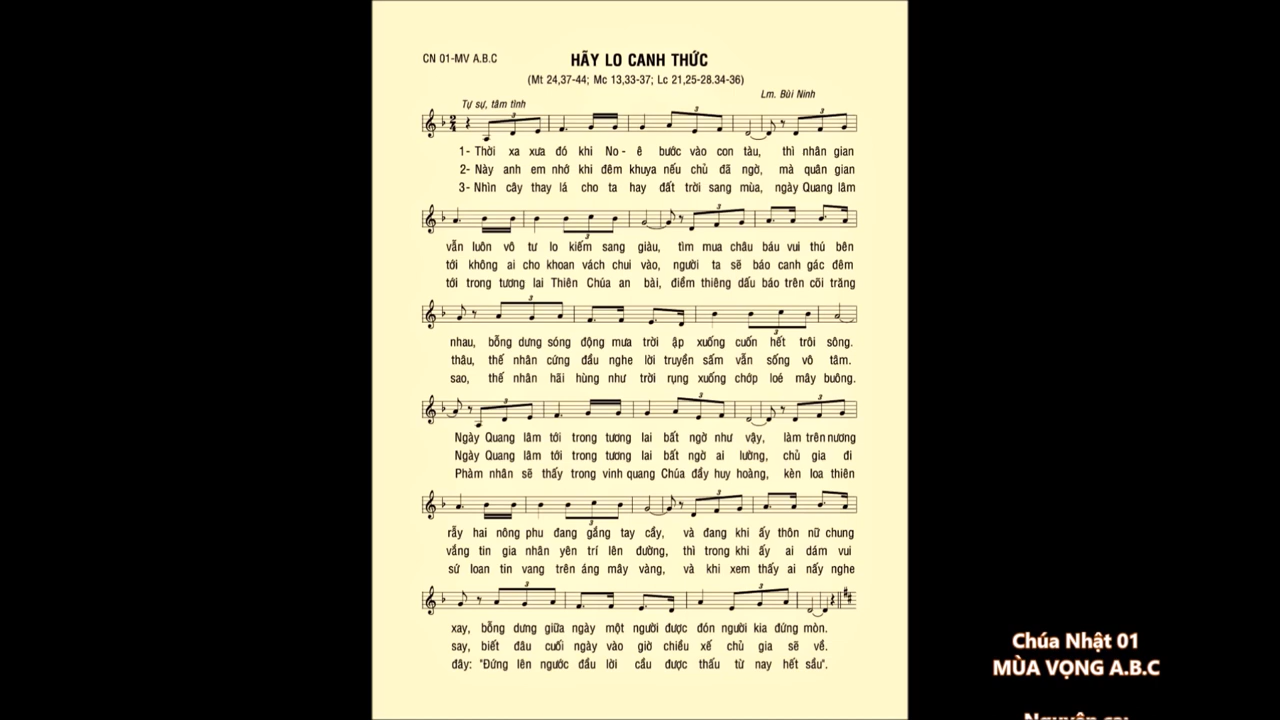 CN 01-MV A.B.C
HÃY LO CANH THỨC
(Mt 24,37-44; Mc 13,33-37; Lc 21,25-28.34-36)
Lm. Bùi Ninh
Tự sự, tâm tình
1- Thời xa xưa đó khi No - ê bước vào con tàu, thì nhân gian
2- Này anh em nhớ khi đêm khuya nếu chủ đã ngờ, mà quân gian
3- Nhìn cây thay lá cho ta hay đất trời sang mùa, ngày Quang lâm
vẫn luôn vô tư lo kiếm sang giàu, tìm mua châu báu vui thú bên
tới không ai cho khoan vách chui vào, người ta sẽ báo canh gác đêm
tới trong tương lai Thiên Chúa an bài, điềm thiêng dấu báo trên cõi trăng
nhau, bỗng dưng sóng động mưa trời ập xuống cuốn hết trôi sông.
thâu, thế nhân cứng đầu nghe lời truyền sấm vẫn sống vô tâm.
sao, thế nhân hãi hùng như trời rụng xuống chớp loé mây buông.
Ngày Quang lâm tới trong tương lai bất ngờ như vậy, làm trên nương
Ngày Quang lâm tới trong tương lai bất ngờ ai lường, chủ gia đi
Phàm nhân sẽ thấy trong vinh quang Chúa đầy huy hoàng, kèn loa thiên
rẫy hai nông phu đang gắng tay cầy, và đang khi ấy thôn nữ chung
vắng tin gia nhân yên trí lên đường, thì trong khi ấy ai dám vui
sứ loan tin vang trên áng mây vàng, và khi xem thấy ai nấy nghe
xay, bỗng dưng giữa ngày một người được đón người kia đứng mòn.
say, biết đâu cuối ngày vào giờ chiều xế chủ gia sẽ về.
đây: "Đứng lên ngước đầu lời cầu được thấu từ nay hết sầu".
Chúa Nhật 01
MÙA VỌNG A.B.C
Nguyện ca: